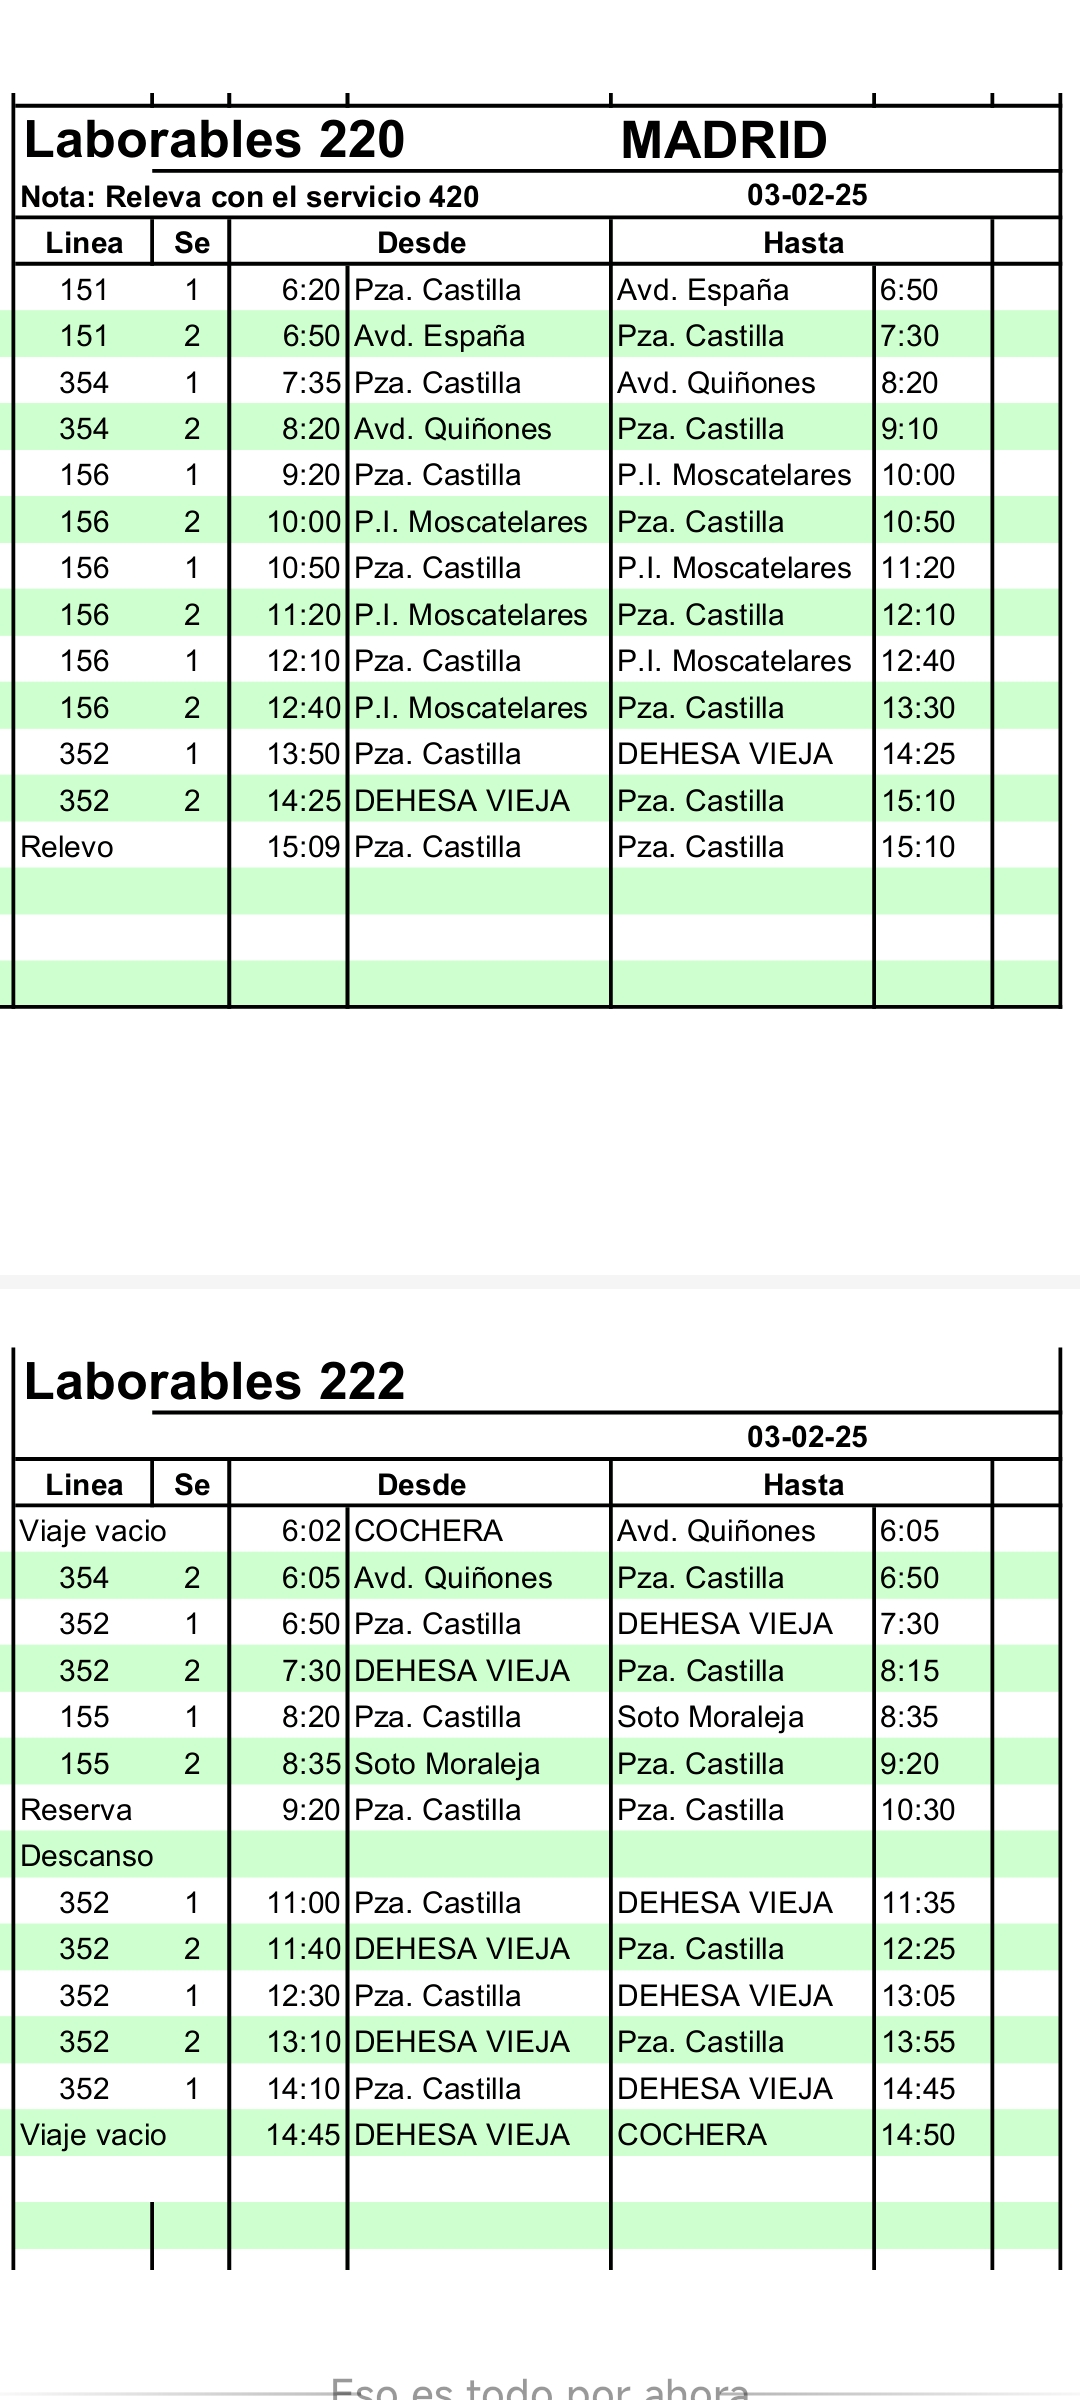 Laborables 220 MADRID
Nota: Releva con el servicio 420 03-02-25
Linea Se Desde Hasta
151 1 6:20 Pza. Castilla Avd. España 6:50
151 2 6:50 Avd. España Pza. Castilla 7:30
354 1 7:35 Pza. Castilla Avd. Quiñones 8:20
354 2 8:20 Avd. Quiñones Pza. Castilla 9:10
156 1 9:20 Pza. Castilla P.I. Moscatelares 10:00
156 2 10:00 P.I. Moscatelares Pza. Castilla 10:50
156 1 10:50 Pza. Castilla P.I. Moscatelares 11:20
156 2 11:20 P.I. Moscatelares Pza. Castilla 12:10
156 1 12:10 Pza. Castilla P.I. Moscatelares 12:40
156 2 12:40 P.I. Moscatelares Pza. Castilla 13:30
352 1 13:50 Pza. Castilla DEHESA VIEJA 14:25
352 2 14:25 DEHESA VIEJA Pza. Castilla 15:10
Relevo 15:09 Pza. Castilla Pza. Castilla 15:10
Laborables 222
03-02-25
Linea Se Desde Hasta
Viaje vacio 6:02 COCHERA Avd. Quiñones 6:05
354 2 6:05 Avd. Quiñones Pza. Castilla 6:50
352 1 6:50 Pza. Castilla DEHESA VIEJA 7:30
352 2 7:30 DEHESA VIEJA Pza. Castilla 8:15
155 1 8:20 Pza. Castilla Soto Moraleja 8:35
155 2 8:35 Soto Moraleja Pza. Castilla 9:20
Reserva 9:20 Pza. Castilla Pza. Castilla 10:30
Descanso
352 1 11:00 Pza. Castilla DEHESA VIEJA 11:35
352 2 11:40 DEHESA VIEJA Pza. Castilla 12:25
352 1 12:30 Pza. Castilla DEHESA VIEJA 13:05
352 2 13:10 DEHESA VIEJA Pza. Castilla 13:55
352 1 14:10 Pza. Castilla DEHESA VIEJA 14:45
Viaje vacio 14:45 DEHESA VIEJA COCHERA 14:50
Eso es todo por ahora